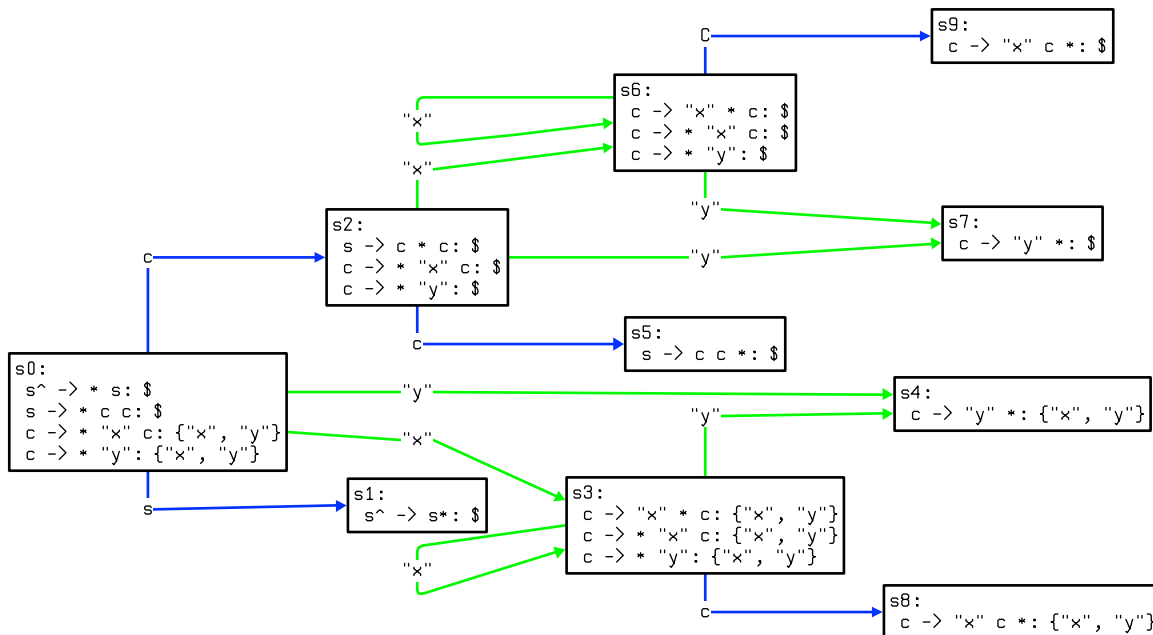 C
s9:
c -> "x" c *: $
s6:
c -> "x" * c: $
c -> * "x" c: $
c -> * "y": $
"x"
"x"
"y"
s2:
s -> c * c: $
c -> * "x" c: $
c -> * "y": $
s7:
c -> "y" *: $
"y"
c
s5:
s -> c c *: $
c
s0:
s^ -> * s: $
s -> * c c: $
c -> * "x" c: {"x", "y"}
c -> * "y": {"x", "y"}
"y"
s4:
c -> "y" *: {"x", "y"}
"y"
"x"
s1:
s^ -> s*: $
s
s3:
c -> "x" * c: {"x", "y"}
c -> * "x" c: {"x", "y"}
c -> * "y": {"x", "y"}
"x"
c
s8:
c -> "x" c *: {"x", "y"}